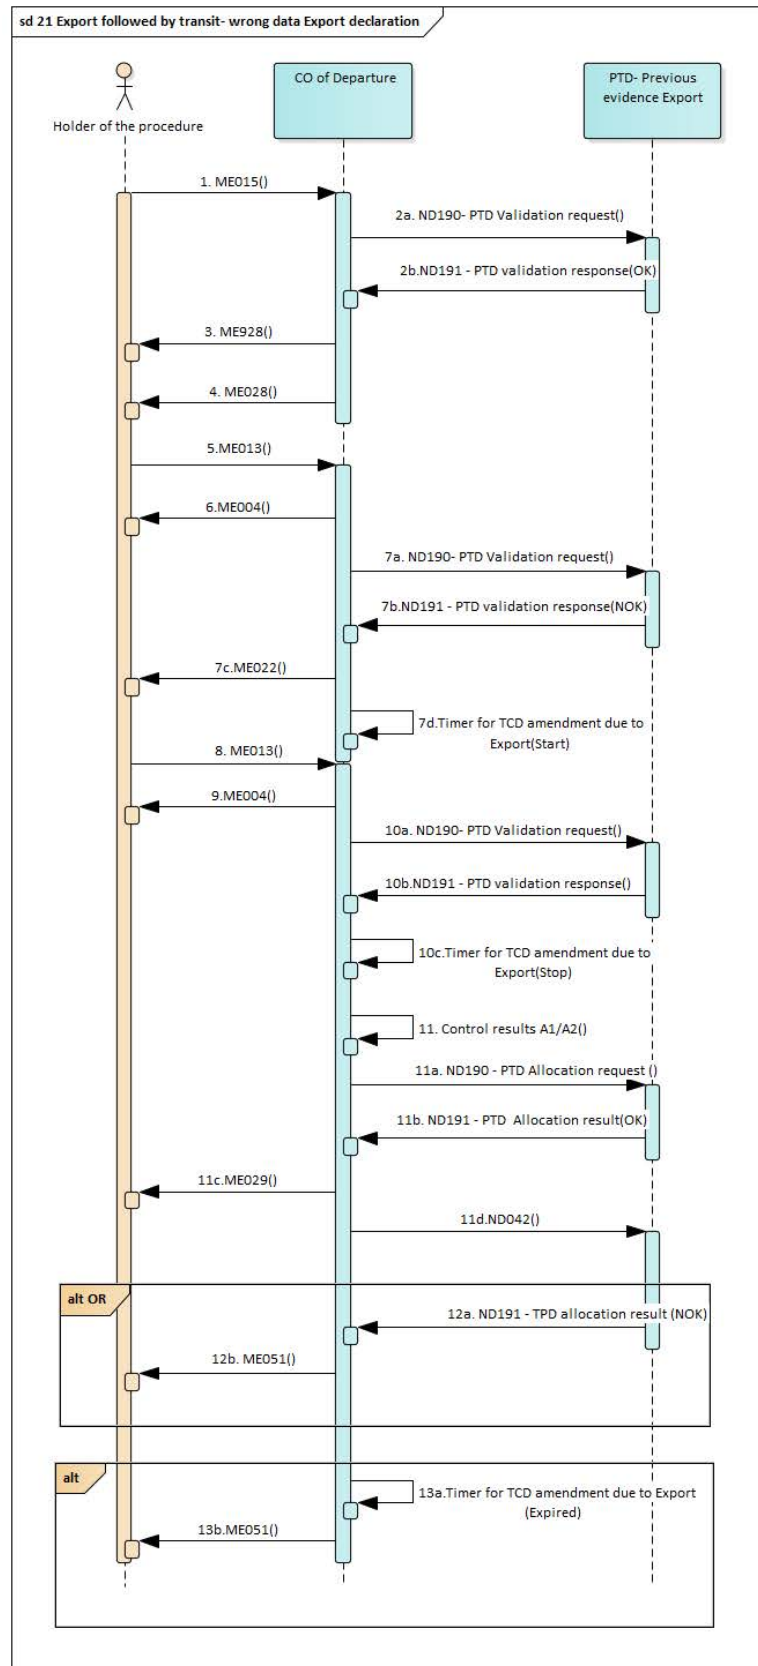 sd 21 Export followed by transit- wrong data Export declaration
Holder of the procedure
CO of Departure
PTD- Previous
evidence Export
1. ME015()
2a. ND190- PTD Validation request()
2b.ND191 - PTD validation response(OK)
3. ME928()
4. ME028()
5.ME013()
6.ME004()
7a. ND190- PTD Validation request()
7b.ND191 - PTD validation response(NOK)
7c.ME022()
7d.Timer for TCD amendment due to
Export(Start)
8. ME013()
9.ME004()
10a. ND190- PTD Validation request()
10b.ND191 - PTD validation response()
10c.Timer for TCD amendment due to
Export(Stop)
11. Control results A1/A2()
11a. ND190 - PTD Allocation request ()
11b. ND191 - PTD Allocation result(OK)
11c.ME029()
11d.ND042()
alt OR
12a. ND191 - TPD allocation result (NOK)
12b. ME051()
alt
13a.Timer for TCD amendment due to Export
(Expired)
13b.ME051()